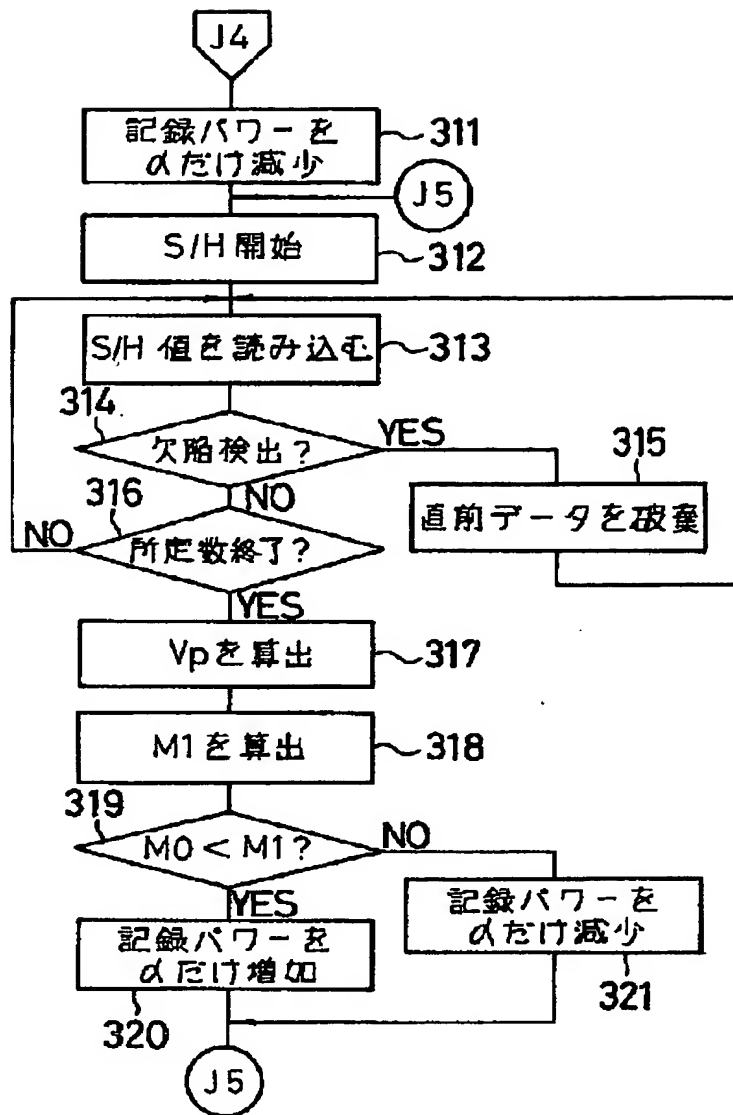 J4
記録パワーを
αだけ減少
311
J5
S/H開始
312
S/H 値を読み込む
313
314
欠陥検出?
YES
315
直前データを破棄
NO
316
所定数終了?
NO
YES
Vpを算出
317
M1を算出
318
319
M0<M1?
NO
YES
記録パワーを
αだけ増加
320
記録パワーを
αだけ減少
321
J5